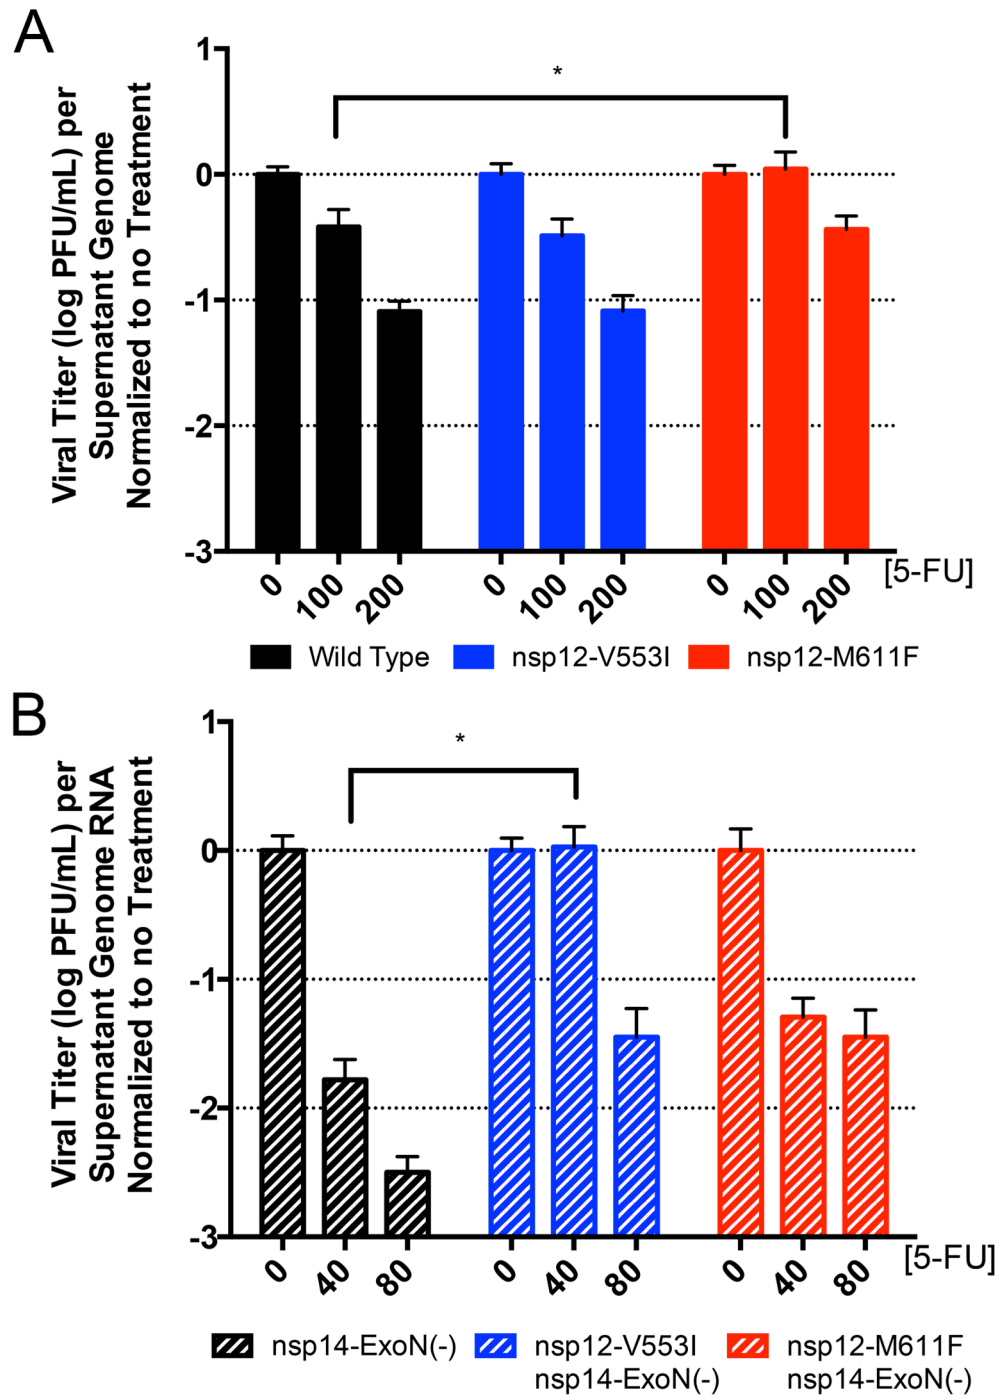 A
Viral Titer (log PFU/mL) per
Supernatant Genome
Normalized to no Treatment
1
0
-1
-2
-3
*
0 100 200 0 100 200 0 100 200
[5-FU]
Wild Type nsp12-V553I nsp12-M611F
B
Viral Titer (log PFU/mL) per
Supernatant Genome RNA
Normalized to no Treatment
1
0
-1
-2
-3
*
0 40 80 0 40 80 0 40 80
[5-FU]
nsp14-ExoN(-) nsp12-V553I nsp12-M611F
nsp14-ExoN(-) nsp14-ExoN(-)